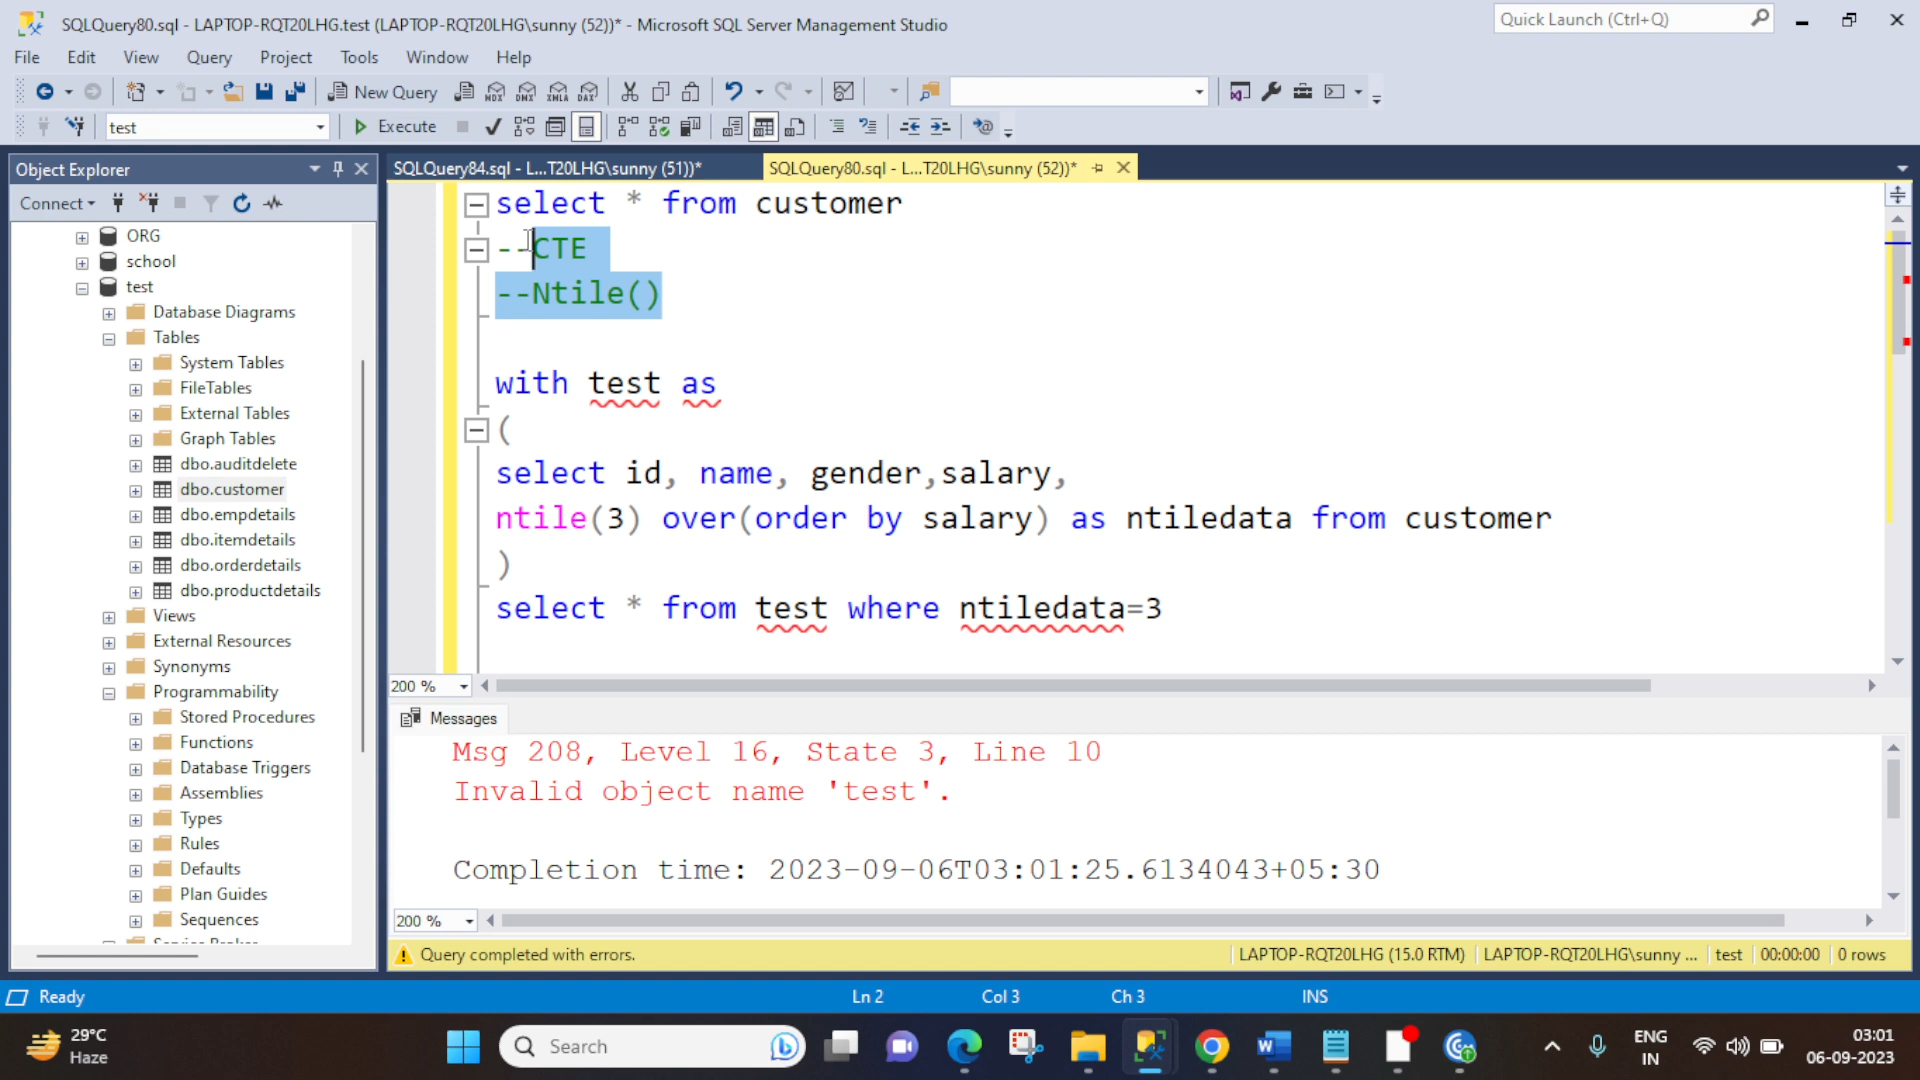 SQLQuery80.sql - LAPTOP-RQT20LHG.test (LAPTOP-RQT20LHG\sunny (52))* - Microsoft SQL Server Management Studio
Quick Launch (Ctrl+Q)
File Edit View Query Project Tools Window Help
New Query
MDX DMX XMLA DAX
test
Execute
Object Explorer
SQLQuery84.sql - L...T20LHG\sunny (51))*
SQLQuery80.sql - L...T20LHG\sunny (52))*
Connect
ORG
school
test
Database Diagrams
Tables
System Tables
FileTables
External Tables
Graph Tables
dbo.auditdelete
dbo.customer
dbo.empdetails
dbo.itemdetails
dbo.orderdetails
dbo.productdetails
Views
External Resources
Synonyms
Programmability
Stored Procedures
Functions
Database Triggers
Assemblies
Types
Rules
Defaults
Plan Guides
Sequences
Service Broker
select * from customer
--CTE
--Ntile()
with test as
(
select id, name, gender,salary,
ntile(3) over(order by salary) as ntiledata from customer
)
select * from test where ntiledata=3
200 %
Messages
Msg 208, Level 16, State 3, Line 10
Invalid object name 'test'.
Completion time: 2023-09-06T03:01:25.6134043+05:30
200 %
Query completed with errors.
LAPTOP-RQT20LHG (15.0 RTM)
LAPTOP-RQT20LHG\sunny ...
test
00:00:00
0 rows
Ready
Ln 2
Col 3
Ch 3
INS
29°C
Haze
Search
ENG
IN
03:01
06-09-2023